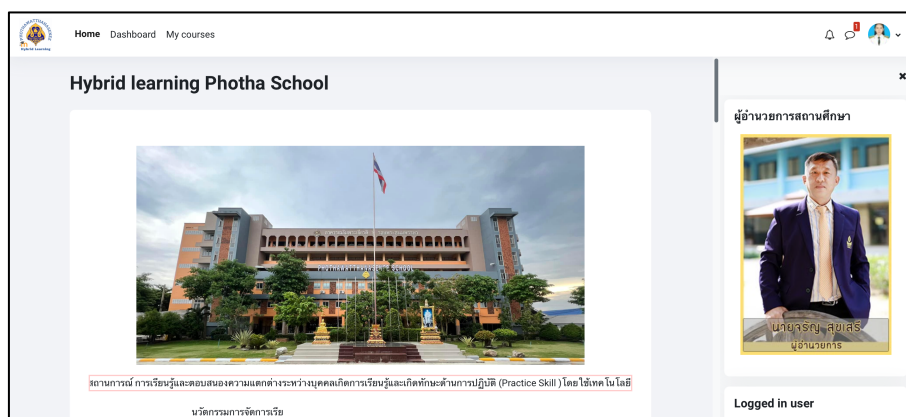 Hybrid Learning
Home Dashboard My courses
1
Hybrid learning Photha School
สถานการณ์ การเรียนรู้และตอบสนองความแตกต่างระหว่างบุคคลเกิดการเรียนรู้และเกิดทักษะด้านการปฏิบัติ (Practice Skill ) โดยใช้เทคโนโลยี
นวัตกรรมการจัดการเรีย
ผู้อำนวยการสถานศึกษา
นายจรัญ สุขเสรี
ผู้อำนวยการ
Logged in user